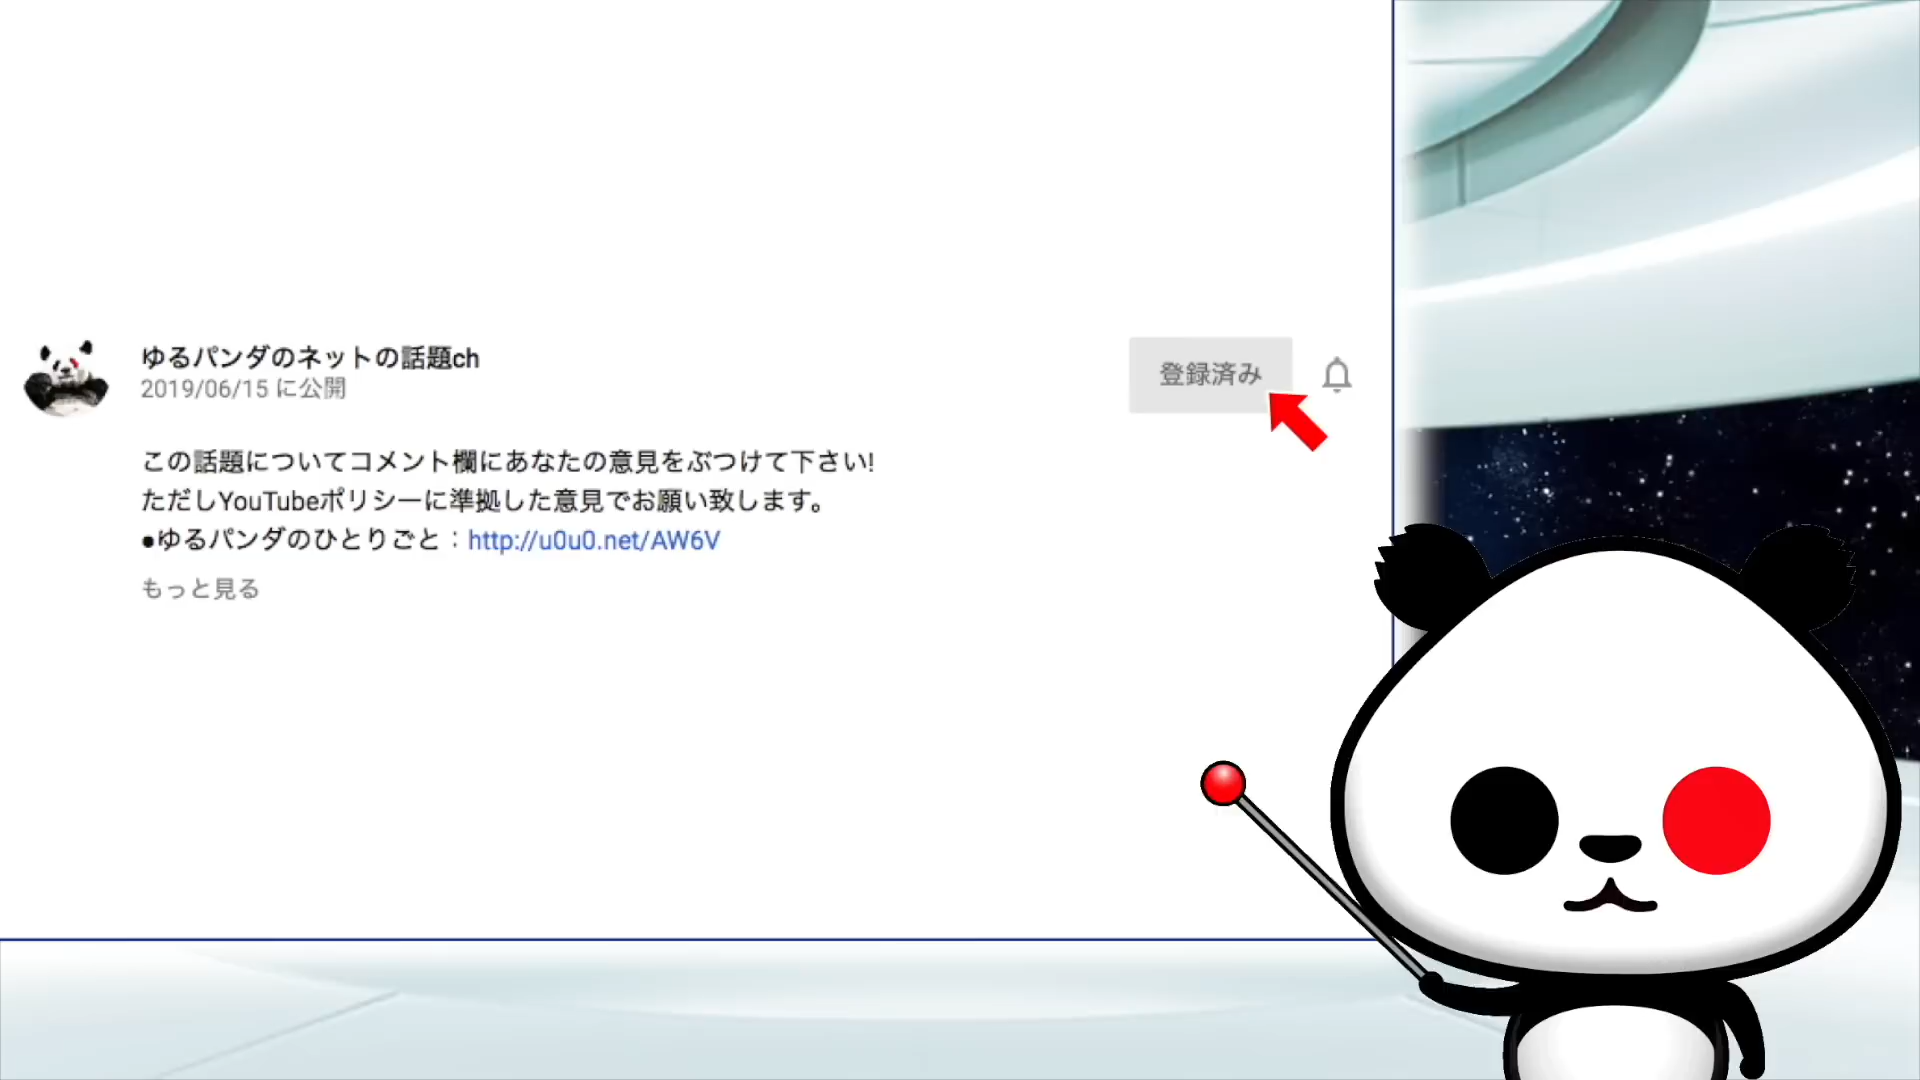 ゆるパンダのネットの話題ch
2019/06/15 に公開
登録済み
この話題についてコメント欄にあなたの意見をぶつけて下さい!
ただしYouTubeポリシーに準拠した意見でお願い致します。
●ゆるパンダのひとりごと：http://u0u0.net/AW6V
もっと見る